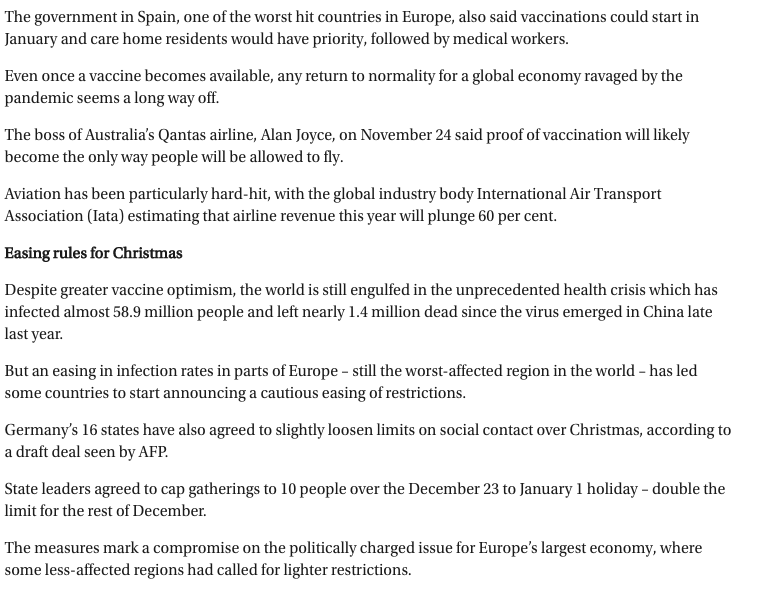 The government in Spain, one of the worst hit countries in Europe, also said vaccinations could start in
January and care home residents would have priority, followed by medical workers.
Even once a vaccine becomes available, any return to normality for a global economy ravaged by the
pandemic seems a long way off.
The boss of Australia’s Qantas airline, Alan Joyce, on November 24 said proof of vaccination will likely
become the only way people will be allowed to fly.
Aviation has been particularly hard-hit, with the global industry body International Air Transport
Association (Iata) estimating that airline revenue this year will plunge 60 per cent.
Easing rules for Christmas
Despite greater vaccine optimism, the world is still engulfed in the unprecedented health crisis which has
infected almost 58.9 million people and left nearly 1.4 million dead since the virus emerged in China late
last year.
But an easing in infection rates in parts of Europe – still the worst-affected region in the world – has led
some countries to start announcing a cautious easing of restrictions.
Germany’s 16 states have also agreed to slightly loosen limits on social contact over Christmas, according to
a draft deal seen by AFP.
State leaders agreed to cap gatherings to 10 people over the December 23 to January 1 holiday – double the
limit for the rest of December.
The measures mark a compromise on the politically charged issue for Europe’s largest economy, where
some less-affected regions had called for lighter restrictions.